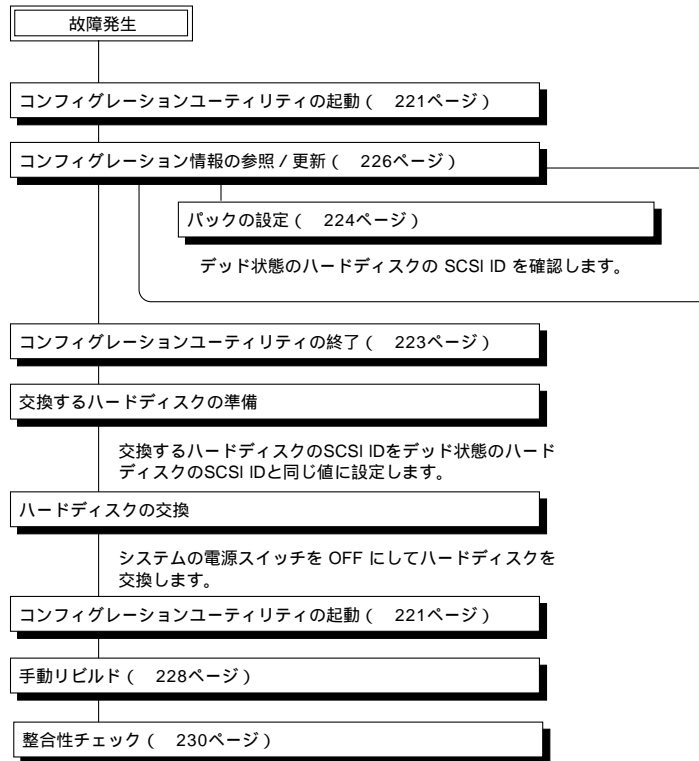 故障発生
コンフィグレーションユーティリティの起動（　221ページ）
コンフィグレーション情報の参照／更新（　226ページ）
パックの設定（　224ページ）
デッド状態のハードディスクの SCSI ID を確認します。
コンフィグレーションユーティリティの終了（　223ページ）
交換するハードディスクの準備
交換するハードディスクのSCSI IDをデッド状態のハード
ディスクのSCSI IDと同じ値に設定します。
ハードディスクの交換
システムの電源スイッチを OFF にしてハードディスクを
交換します。
コンフィグレーションユーティリティの起動（　221ページ）
手動リビルド（　228ページ）
整合性チェック（　230ページ）